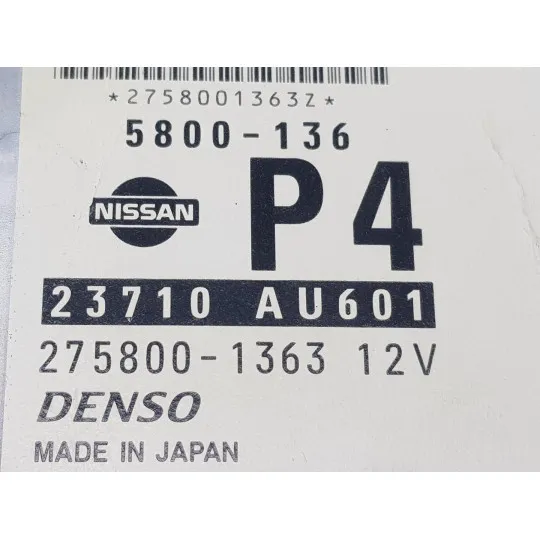 *2758001363Z*
5800-136
NISSAN
P4
23710 AU601
275800-1363 12V
DENSO
MADE IN JAPAN